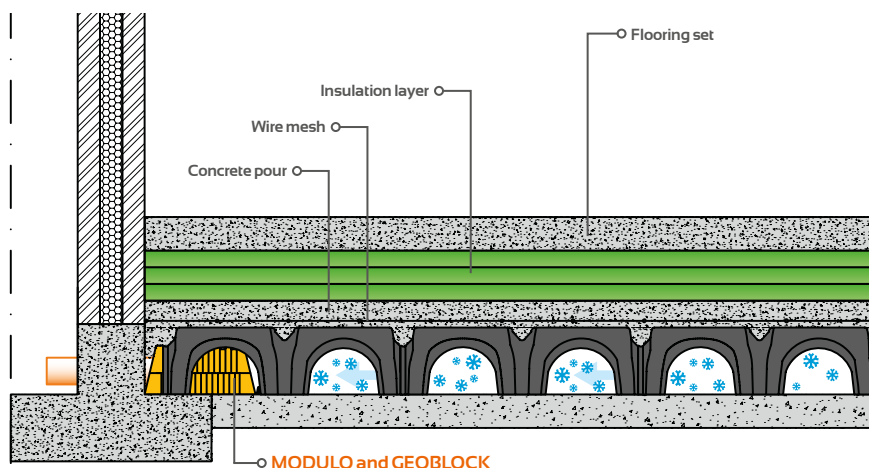 Flooring set
Insulation layer
Wire mesh
Concrete pour
MODULO and GEOBLOCK